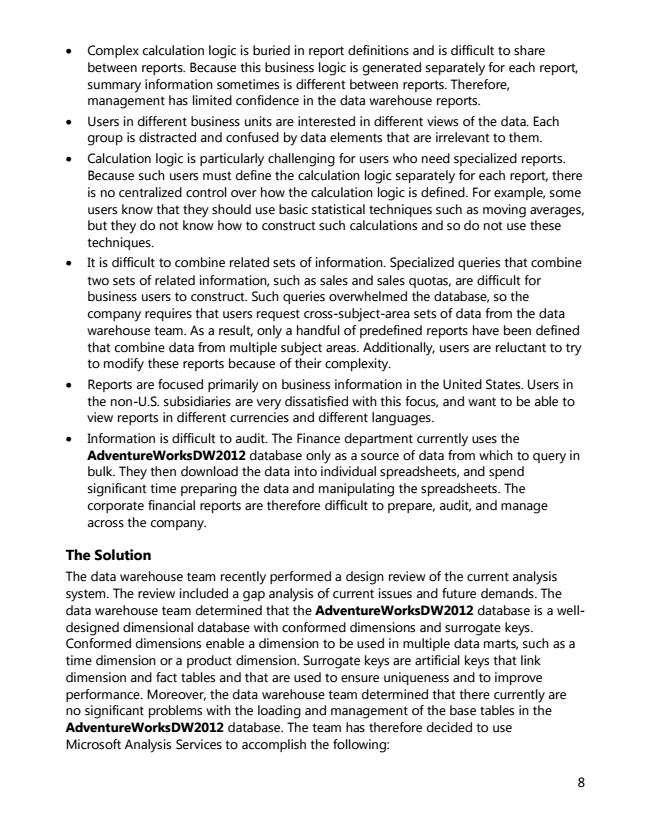 • Complex calculation logic is buried in report definitions and is difficult to share
between reports. Because this business logic is generated separately for each report,
summary information sometimes is different between reports. Therefore,
management has limited confidence in the data warehouse reports.
• Users in different business units are interested in different views of the data. Each
group is distracted and confused by data elements that are irrelevant to them.
• Calculation logic is particularly challenging for users who need specialized reports.
Because such users must define the calculation logic separately for each report, there
is no centralized control over how the calculation logic is defined. For example, some
users know that they should use basic statistical techniques such as moving averages,
but they do not know how to construct such calculations and so do not use these
techniques.
• It is difficult to combine related sets of information. Specialized queries that combine
two sets of related information, such as sales and sales quotas, are difficult for
business users to construct. Such queries overwhelmed the database, so the
company requires that users request cross-subject-area sets of data from the data
warehouse team. As a result, only a handful of predefined reports have been defined
that combine data from multiple subject areas. Additionally, users are reluctant to try
to modify these reports because of their complexity.
• Reports are focused primarily on business information in the United States. Users in
the non-U.S. subsidiaries are very dissatisfied with this focus, and want to be able to
view reports in different currencies and different languages.
• Information is difficult to audit. The Finance department currently uses the
AdventureWorksDW2012 database only as a source of data from which to query in
bulk. They then download the data into individual spreadsheets, and spend
significant time preparing the data and manipulating the spreadsheets. The
corporate financial reports are therefore difficult to prepare, audit, and manage
across the company.
The Solution
The data warehouse team recently performed a design review of the current analysis
system. The review included a gap analysis of current issues and future demands. The
data warehouse team determined that the AdventureWorksDW2012 database is a well-
designed dimensional database with conformed dimensions and surrogate keys.
Conformed dimensions enable a dimension to be used in multiple data marts, such as a
time dimension or a product dimension. Surrogate keys are artificial keys that link
dimension and fact tables and that are used to ensure uniqueness and to improve
performance. Moreover, the data warehouse team determined that there currently are
no significant problems with the loading and management of the base tables in the
AdventureWorksDW2012 database. The team has therefore decided to use
Microsoft Analysis Services to accomplish the following:
8